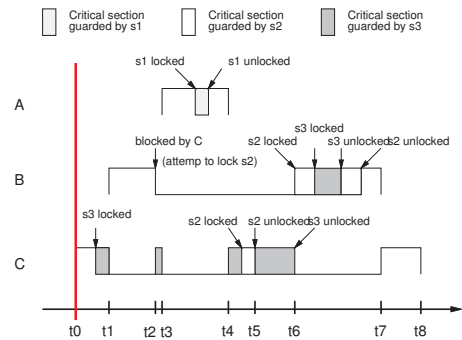 Critical section Critical section Critical section
guarded by s1 guarded by s2 guarded by s3
s1 locked s1 unlocked
A
s3 locked
blocked by C s2 locked s3 unlocked s2 unlocked
(attemp to lock s2)
B
s3 locked s2 locked s2 unlocked s3 unlocked
C
t0 t1 t2 t3 t4 t5 t6 t7 t8